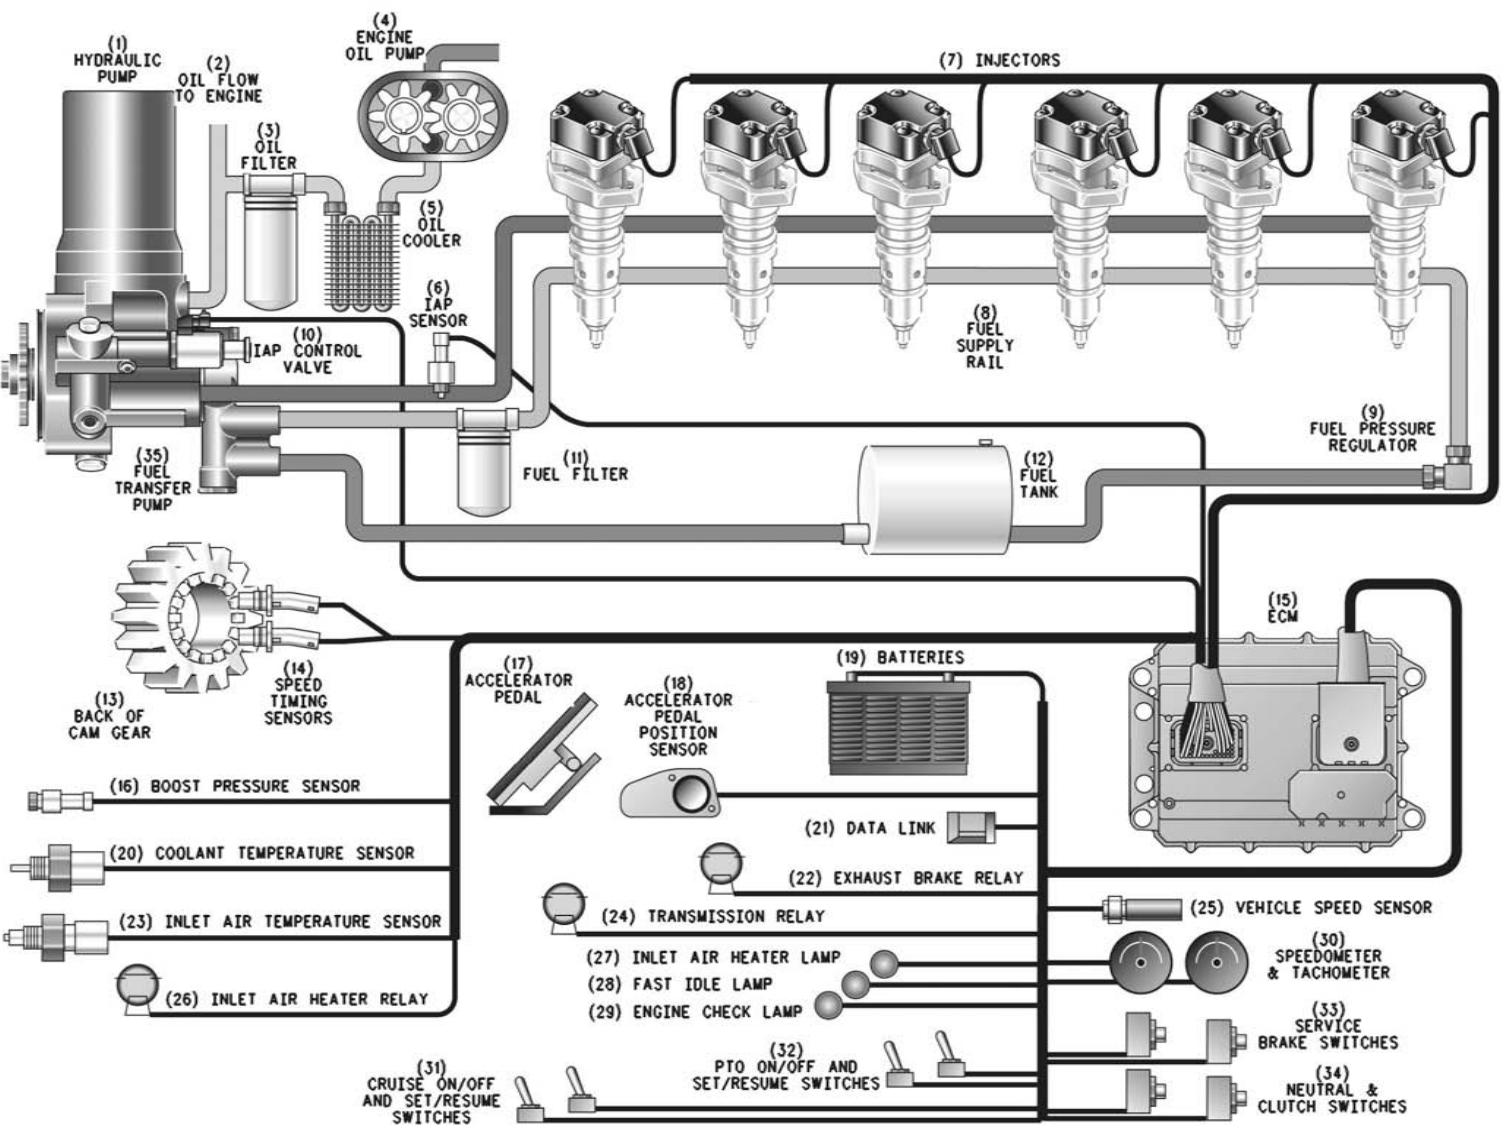 (1)
HYDRAULIC
PUMP
(2)
OIL FLOW
TO ENGINE
(3)
OIL
FILTER
(4)
ENGINE
OIL PUMP
(5)
OIL
COOLER
(6)
IAP
SENSOR
(7) INJECTORS
(8)
FUEL
SUPPLY
RAIL
(9)
FUEL PRESSURE
REGULATOR
(10)
IAP CONTROL
VALVE
(11)
FUEL FILTER
(12)
FUEL
TANK
(35)
FUEL
TRANSFER
PUMP
(13)
BACK OF
CAM GEAR
(14)
SPEED
TIMING
SENSORS
(15)
ECM
(16) BOOST PRESSURE SENSOR
(17)
ACCELERATOR
PEDAL
(18)
ACCELERATOR
PEDAL
POSITION
SENSOR
(19) BATTERIES
(20) COOLANT TEMPERATURE SENSOR
(21) DATA LINK
(22) EXHAUST BRAKE RELAY
(23) INLET AIR TEMPERATURE SENSOR
(24) TRANSMISSION RELAY
(25) VEHICLE SPEED SENSOR
(26) INLET AIR HEATER RELAY
(27) INLET AIR HEATER LAMP
(28) FAST IDLE LAMP
(29) ENGINE CHECK LAMP
(30)
SPEEDOMETER
& TACHOMETER
(31)
CRUISE ON/OFF
AND SET/RESUME
SWITCHES
(32)
PTO ON/OFF AND
SET/RESUME SWITCHES
(33)
SERVICE
BRAKE SWITCHES
(34)
NEUTRAL &
CLUTCH SWITCHES